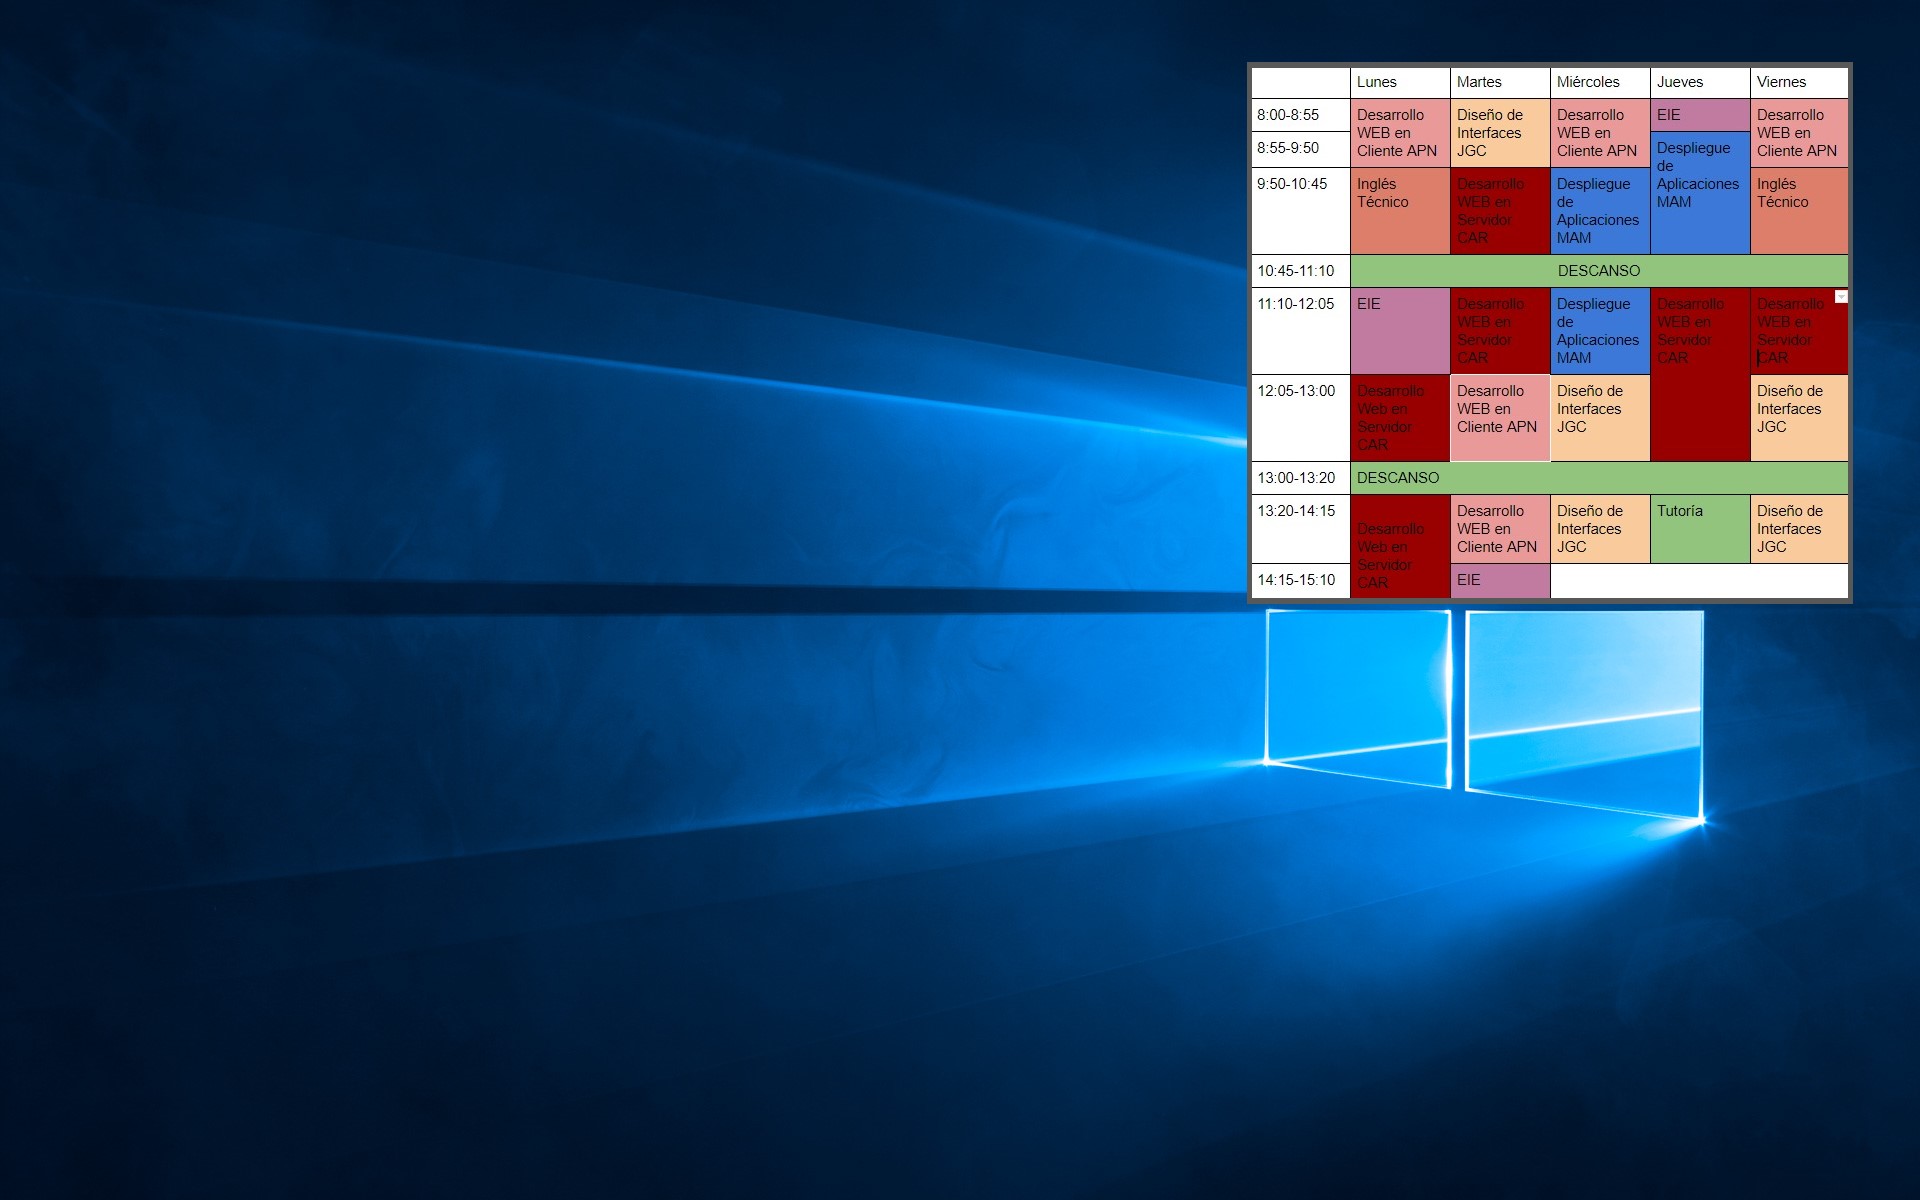 Lunes Martes Miércoles Jueves Viernes
8:00-8:55
Desarrollo
WEB en
Cliente APN
Diseño de
Interfaces
JGC
Desarrollo
WEB en
Cliente APN
EIE
Desarrollo
WEB en
Cliente APN
8:55-9:50
Despliegue
de
Aplicaciones
MAM
9:50-10:45
Inglés
Técnico
Desarrollo
WEB en
Servidor
CAR
Despliegue
de
Aplicaciones
MAM
Inglés
Técnico
10:45-11:10
DESCANSO
11:10-12:05
EIE
Desarrollo
WEB en
Servidor
CAR
Despliegue
de
Aplicaciones
MAM
Desarrollo
WEB en
Servidor
CAR
Desarrollo
WEB en
Servidor
CAR
12:05-13:00
Desarrollo
Web en
Servidor
CAR
Desarrollo
WEB en
Cliente APN
Diseño de
Interfaces
JGC
Diseño de
Interfaces
JGC
13:00-13:20
DESCANSO
13:20-14:15
Desarrollo
Web en
Servidor
CAR
Desarrollo
WEB en
Cliente APN
Diseño de
Interfaces
JGC
Tutoría
Diseño de
Interfaces
JGC
14:15-15:10
EIE